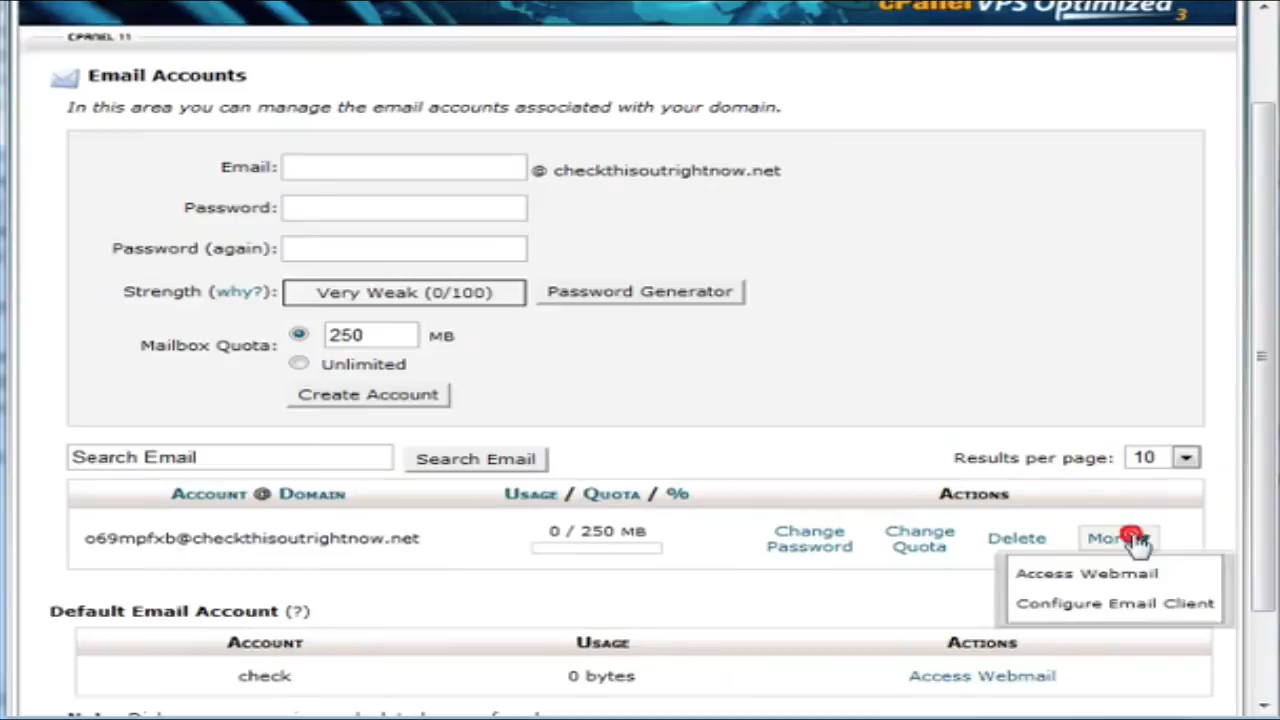 cPanel VPS Optimized 3
CPANEL 11
Email Accounts
In this area you can manage the email accounts associated with your domain.
Email: @ checkthisoutrightnow.net
Password:
Password (again):
Strength (why?): Very Weak (0/100) Password Generator
Mailbox Quota: 250 MB
Unlimited
Create Account
Search Email Search Email Results per page: 10
Account @ Domain Usage / Quota / % Actions
o69mpfxb@checkthisoutrightnow.net 0 / 250 MB Change Password Change Quota Delete
Access Webmail
Configure Email Client
Default Email Account (?)
Account Usage Actions
check 0 bytes Access Webmail